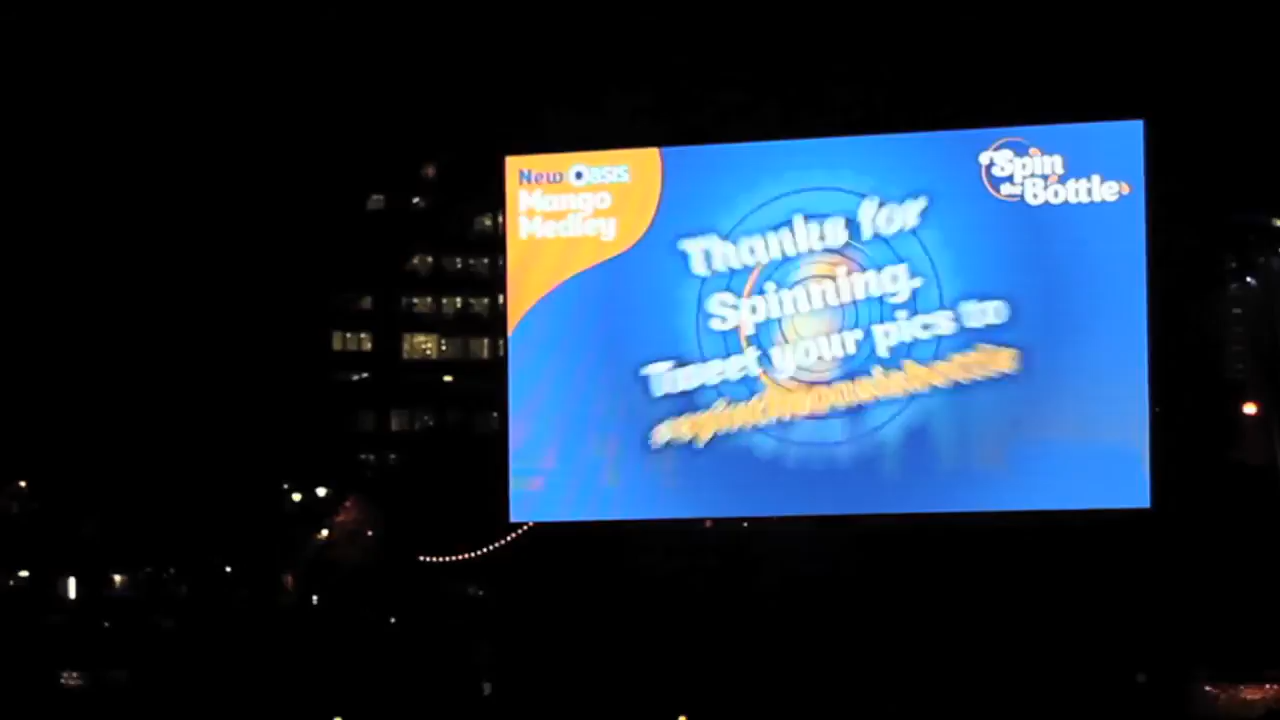 New Oasis
Mango
Medley
Spin
the Bottle
Thanks for
Spinning.
Tweet your pics to